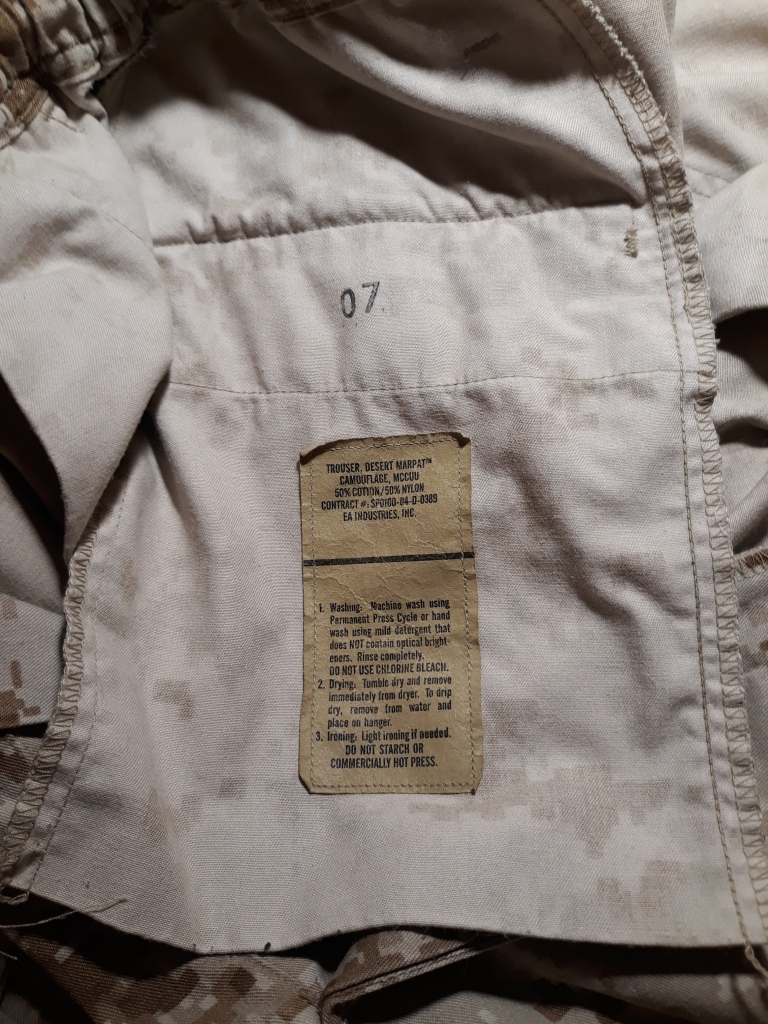 07
TROUSER, DESERT MARPAT™
CAMOUFLAGE, MCCUU
50% COTTON/50% NYLON
CONTRACT #: SPO100-04-D-0389
EA INDUSTRIES, INC.
1. Washing: Machine wash using
Permanent Press Cycle or hand
wash using mild detergent that
does NOT contain optical bright-
eners. Rinse completely.
DO NOT USE CHLORINE BLEACH.
2. Drying: Tumble dry and remove
immediately from dryer. To drip
dry, remove from water and
place on hanger.
3. Ironing: Light ironing if needed.
DO NOT STARCH OR
COMMERCIALLY HOT PRESS.